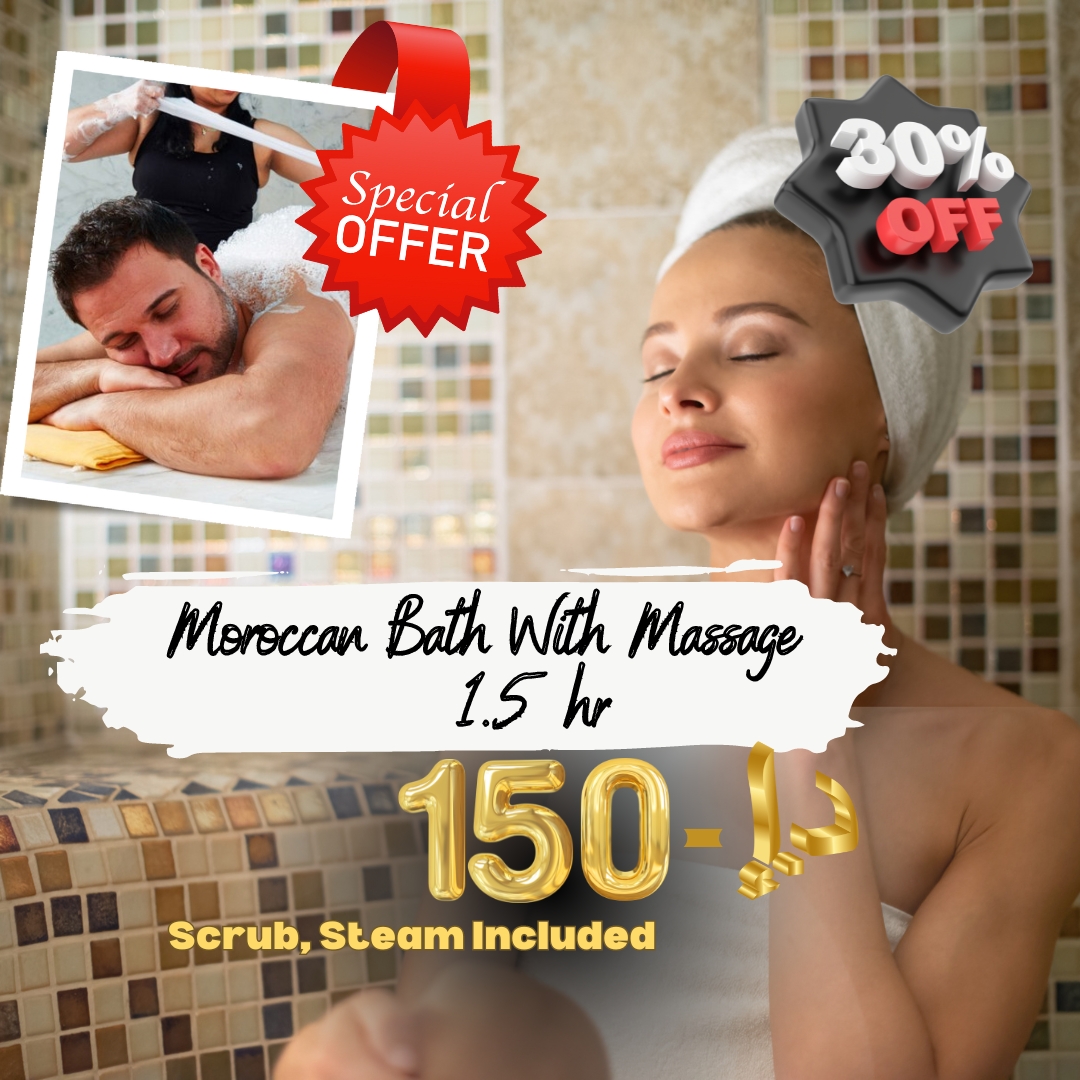 Special
OFFER
30%
OFF
Moroccan Bath With Massage
1.5 hr
150-د.إ
Scrub, Steam Included